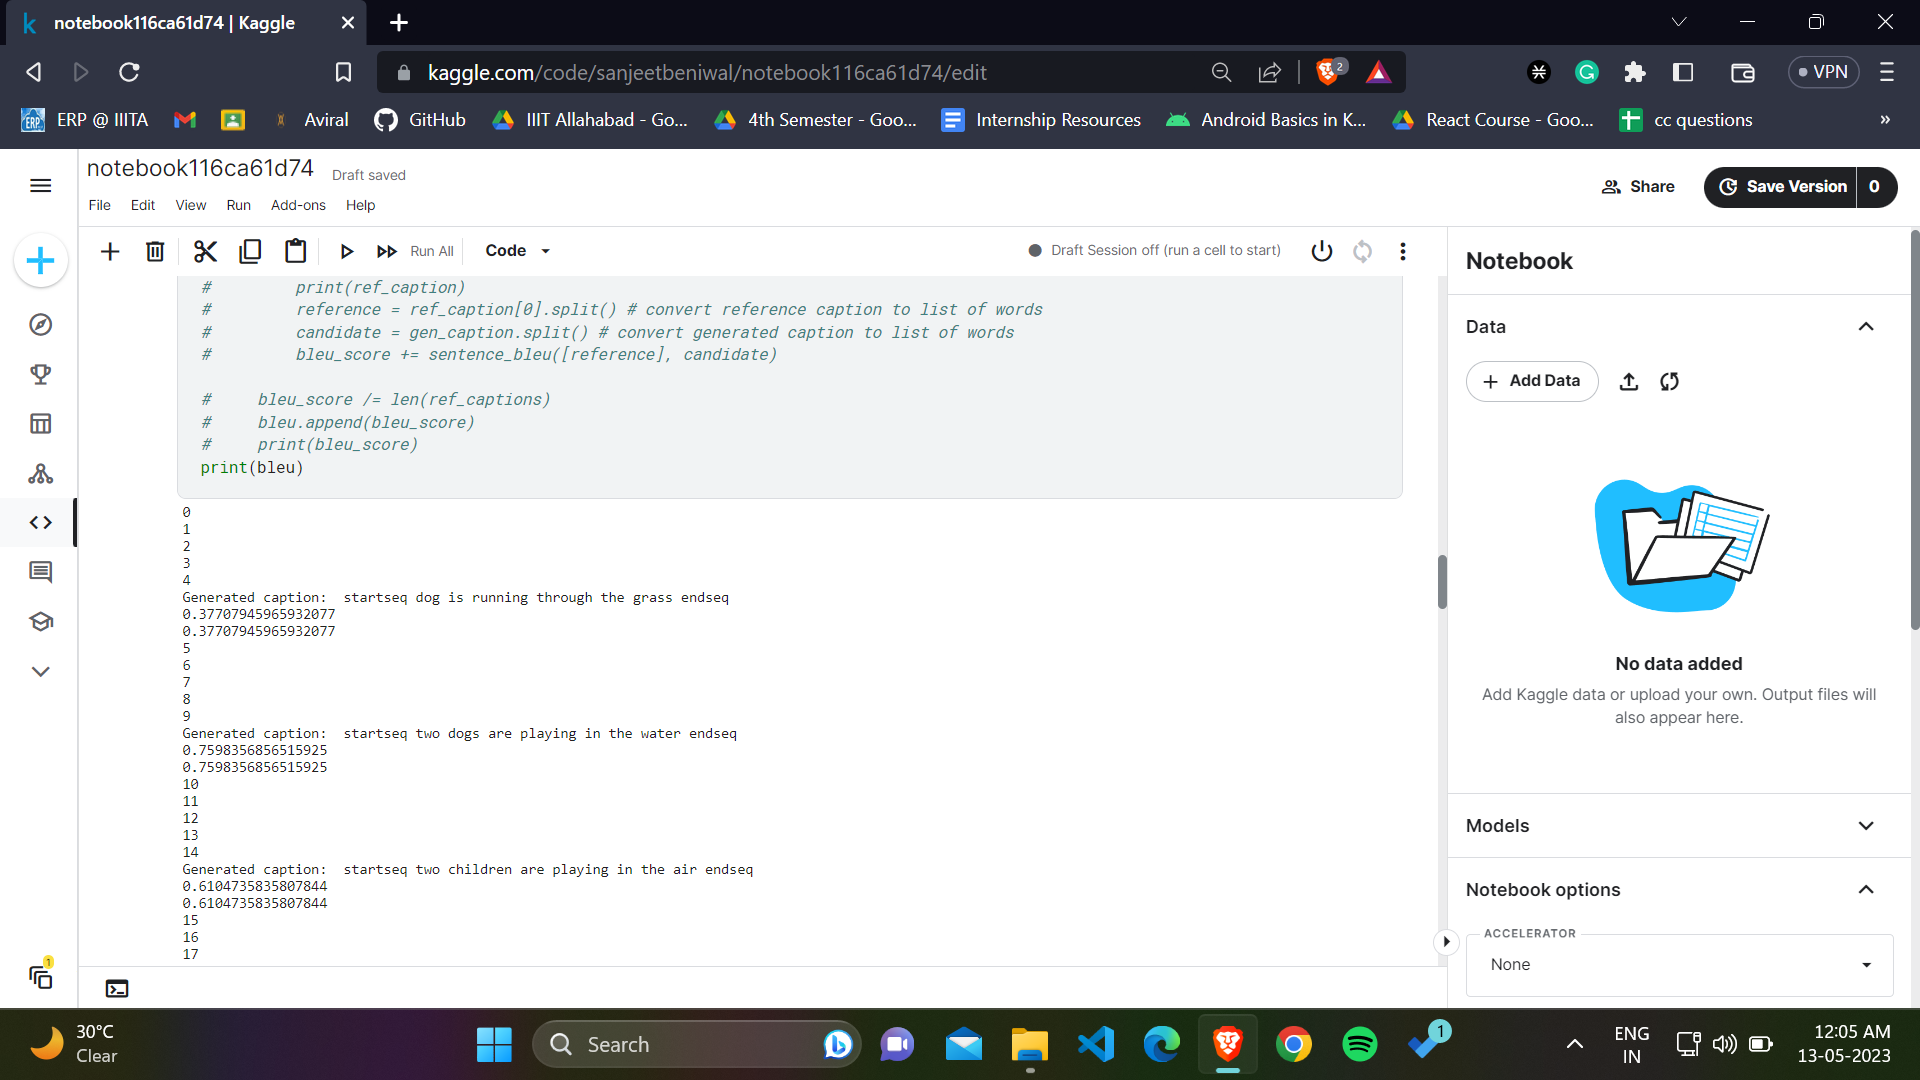 k notebook116ca61d74 | Kaggle
kaggle.com/code/sanjeetbeniwal/notebook116ca61d74/edit
2
VPN
ERP ERP @ IIITA
Aviral
GitHub
IIIT Allahabad - Go...
4th Semester - Goo...
Internship Resources
Android Basics in K...
React Course - Goo...
cc questions
»
notebook116ca61d74 Draft saved
File Edit View Run Add-ons Help
Share
Save Version 0
Run All
Code
Draft Session off (run a cell to start)
#         print(ref_caption)
#         reference = ref_caption[0].split() # convert reference caption to list of words
#         candidate = gen_caption.split() # convert generated caption to list of words
#         bleu_score += sentence_bleu([reference], candidate)
#     bleu_score /= len(ref_captions)
#     bleu.append(bleu_score)
#     print(bleu_score)
print(bleu)
0
1
2
3
4
Generated caption:  startseq dog is running through the grass endseq
0.37707945965932077
0.37707945965932077
5
6
7
8
9
Generated caption:  startseq two dogs are playing in the water endseq
0.7598356856515925
0.7598356856515925
10
11
12
13
14
Generated caption:  startseq two children are playing in the air endseq
0.6104735835807844
0.6104735835807844
15
16
17
Notebook
Data
Add Data
No data added
Add Kaggle data or upload your own. Output files will
also appear here.
Models
Notebook options
ACCELERATOR
None
1
30°C
Clear
Search
1
ENG
IN
12:05 AM
13-05-2023